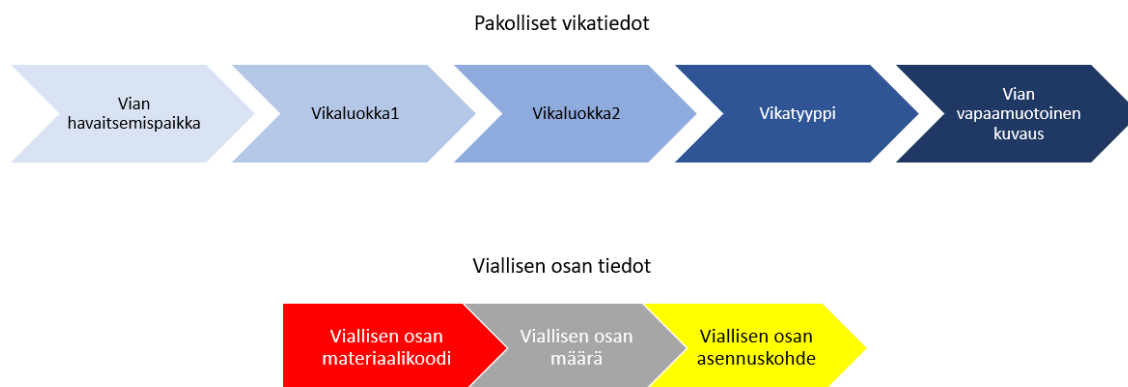 Pakolliset vikatiedot
Vian
havaitsemispaikka
Vikaluokka1
Vikaluokka2
Vikatyyppi
Vian
vapaamuotoinen
kuvaus
Viallisen osan tiedot
Viallisen osan
materiaalikoodi
Viallisen osan
määrä
Viallisen osan
asennuskohde